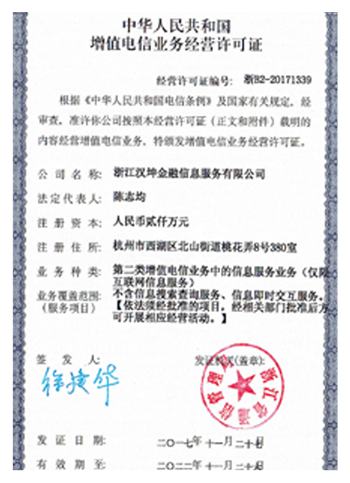 中华人民共和国
增值电信业务经营许可证
经营许可证编号: 浙B2-20171339
根据《中华人民共和国电信条例》及国家有关规定，经
审查，准许你公司按照本经营许可证（正文和附件）载明的
内容经营增值电信业务，特颁发增值电信业务经营许可证。
公司名称: 浙江汉坤金融信息服务有限公司
法定代表人: 陈志均
注册资本: 人民币贰仟万元
注册住所: 杭州市西湖区北山街道桃花弄8号380室
业务种类: 第二类增值电信业务中的信息服务业务（仅限
互联网信息服务）
业务覆盖范围: 不含信息搜索查询服务、信息即时交互服务。
（服务项目） 【依法须经批准的项目，经相关部门批准后方
可开展相应经营活动。】
签发人: 发证机关(盖章):
浙江省通信管理局
发证日期: 二〇一七年十一月二十七日
有效期至: 二〇二二年十一月二十